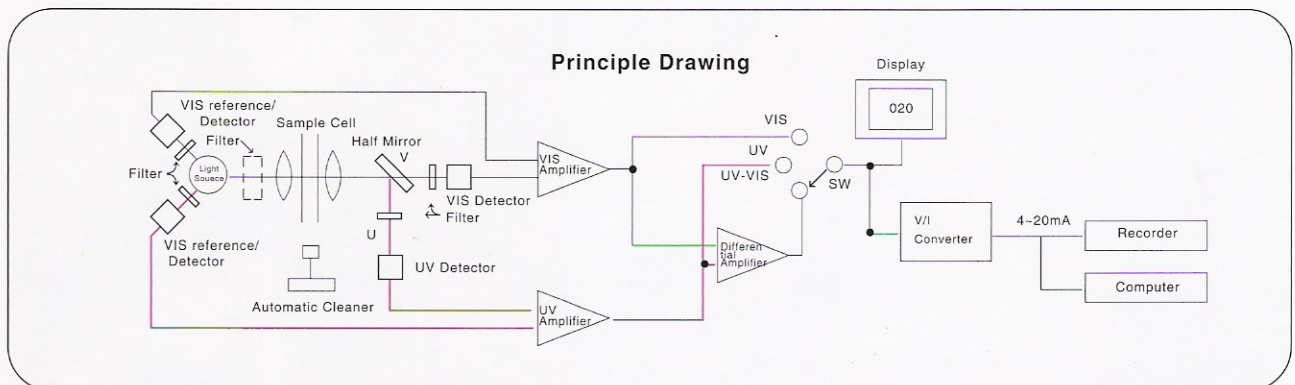 Principle Drawing
Display
020
VIS reference/
Detector
Filter
Sample Cell
Half Mirror
V
Filter
Light
Souece
VIS Detector
Filter
VIS reference/
Detector
U
UV Detector
Automatic Cleaner
VIS
Amplifier
UV
Amplifier
VIS
UV
UV-VIS
SW
Differen
tial
Amplifier
V/I
Converter
4~20mA
Recorder
Computer